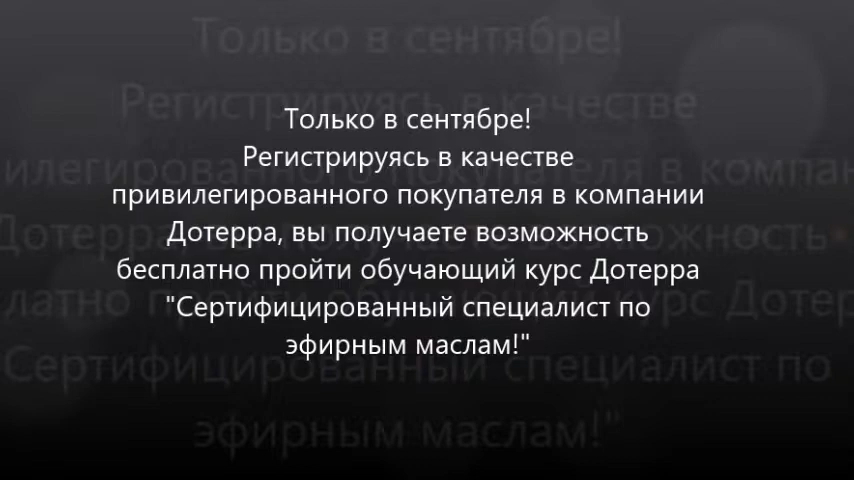 Только в сентябре!
Регистрируясь в качестве
привилегированного покупателя в компании
Дотерра, вы получаете возможность
бесплатно пройти обучающий курс Дотерра
"Сертифицированный специалист по
эфирным маслам!"